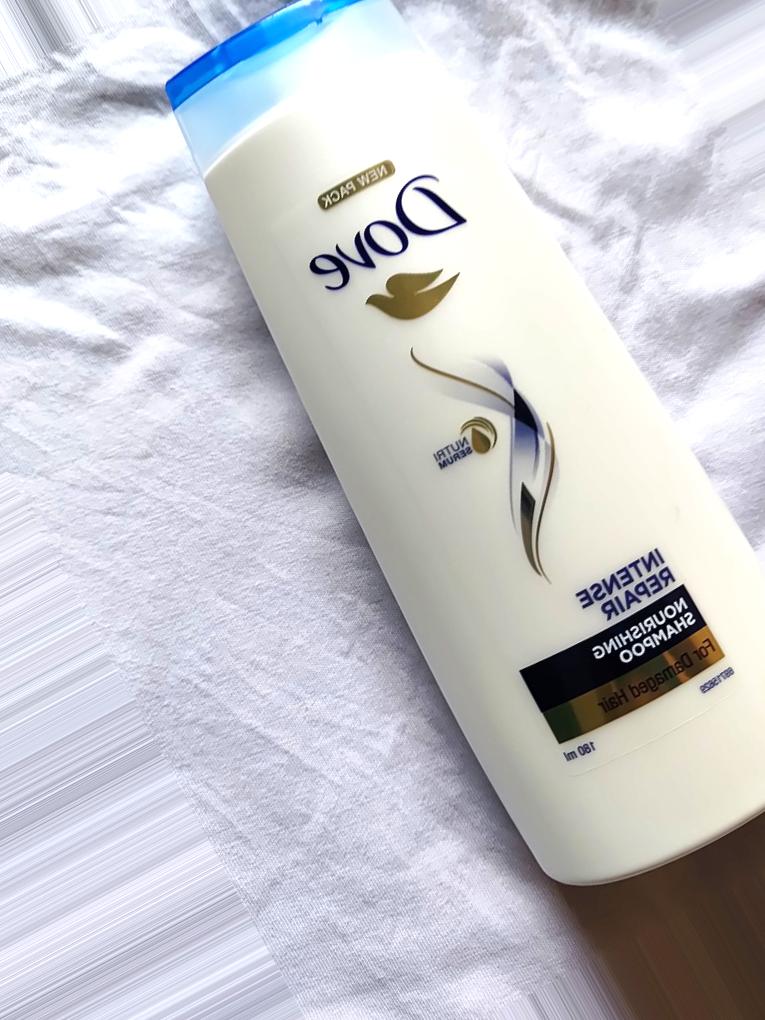 NEW PACK
Dove
NUTRI
SERUM
INTENSE
REPAIR
NOURISHING
SHAMPOO
For Damaged Hair
180 ml